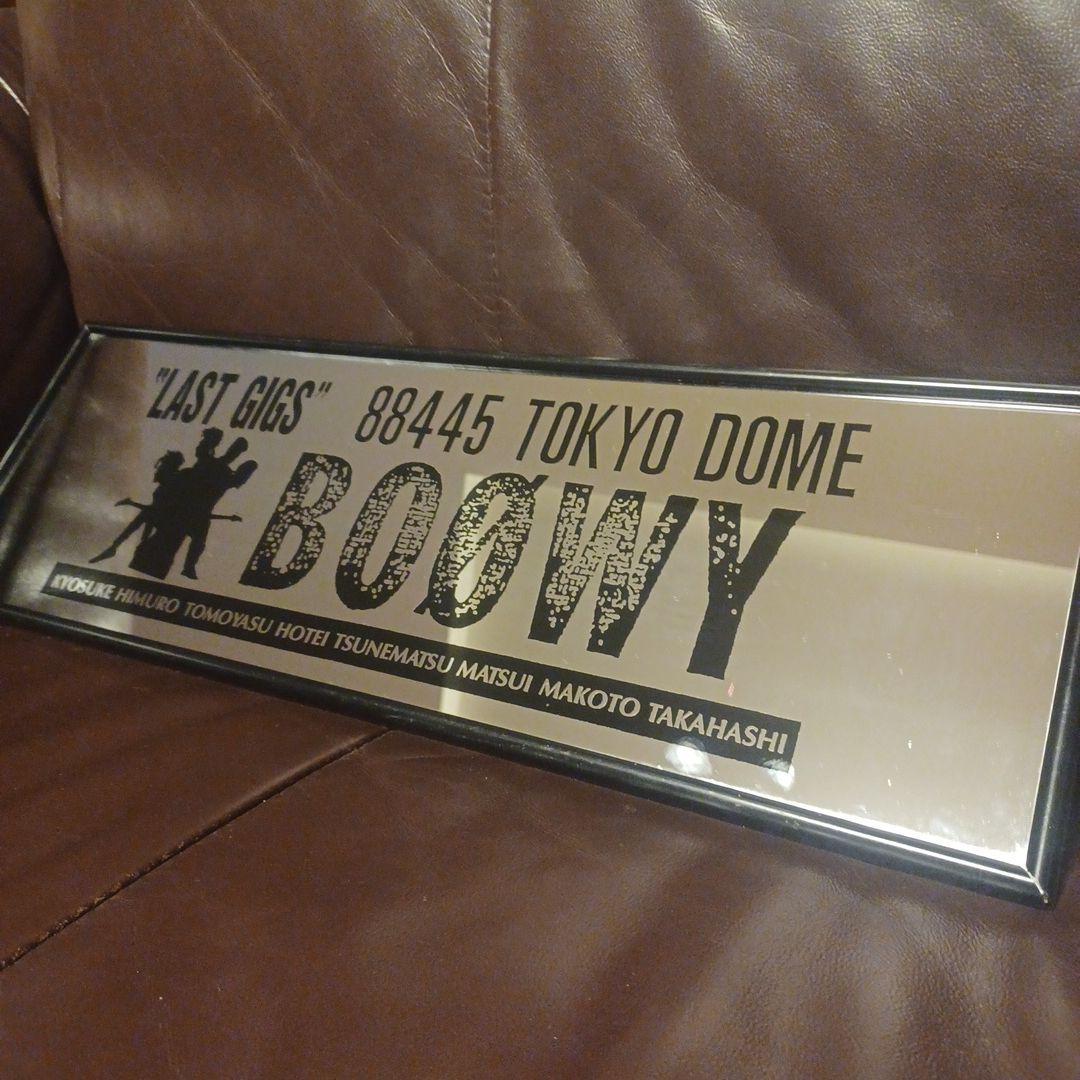 "LAST GIGS" 88445 TOKYO DOME
BOØWY
KYOSUKE HIMURO TOMOYASU HOTEI TSUNEMATSU MATSUI MAKOTO TAKAHASHI